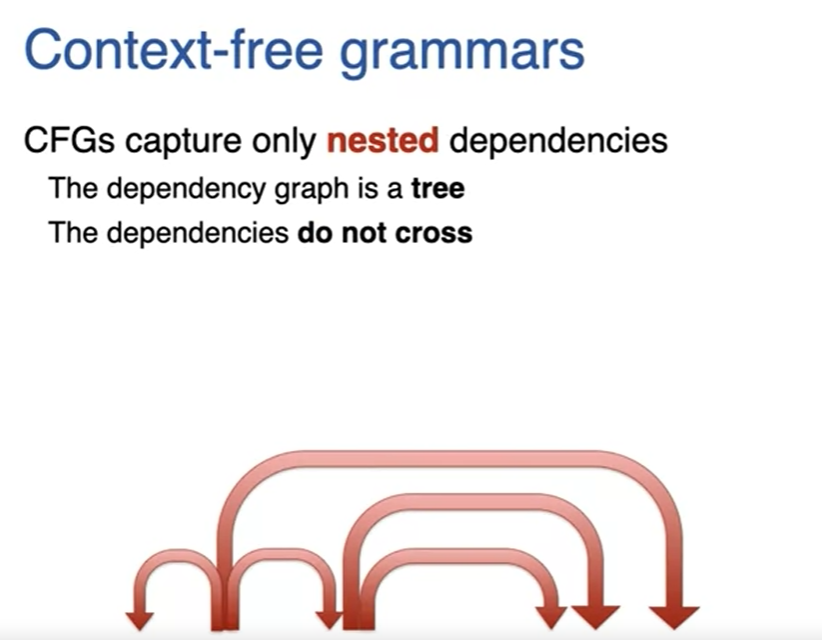 Context-free grammars
CFGs capture only nested dependencies
The dependency graph is a tree
The dependencies do not cross